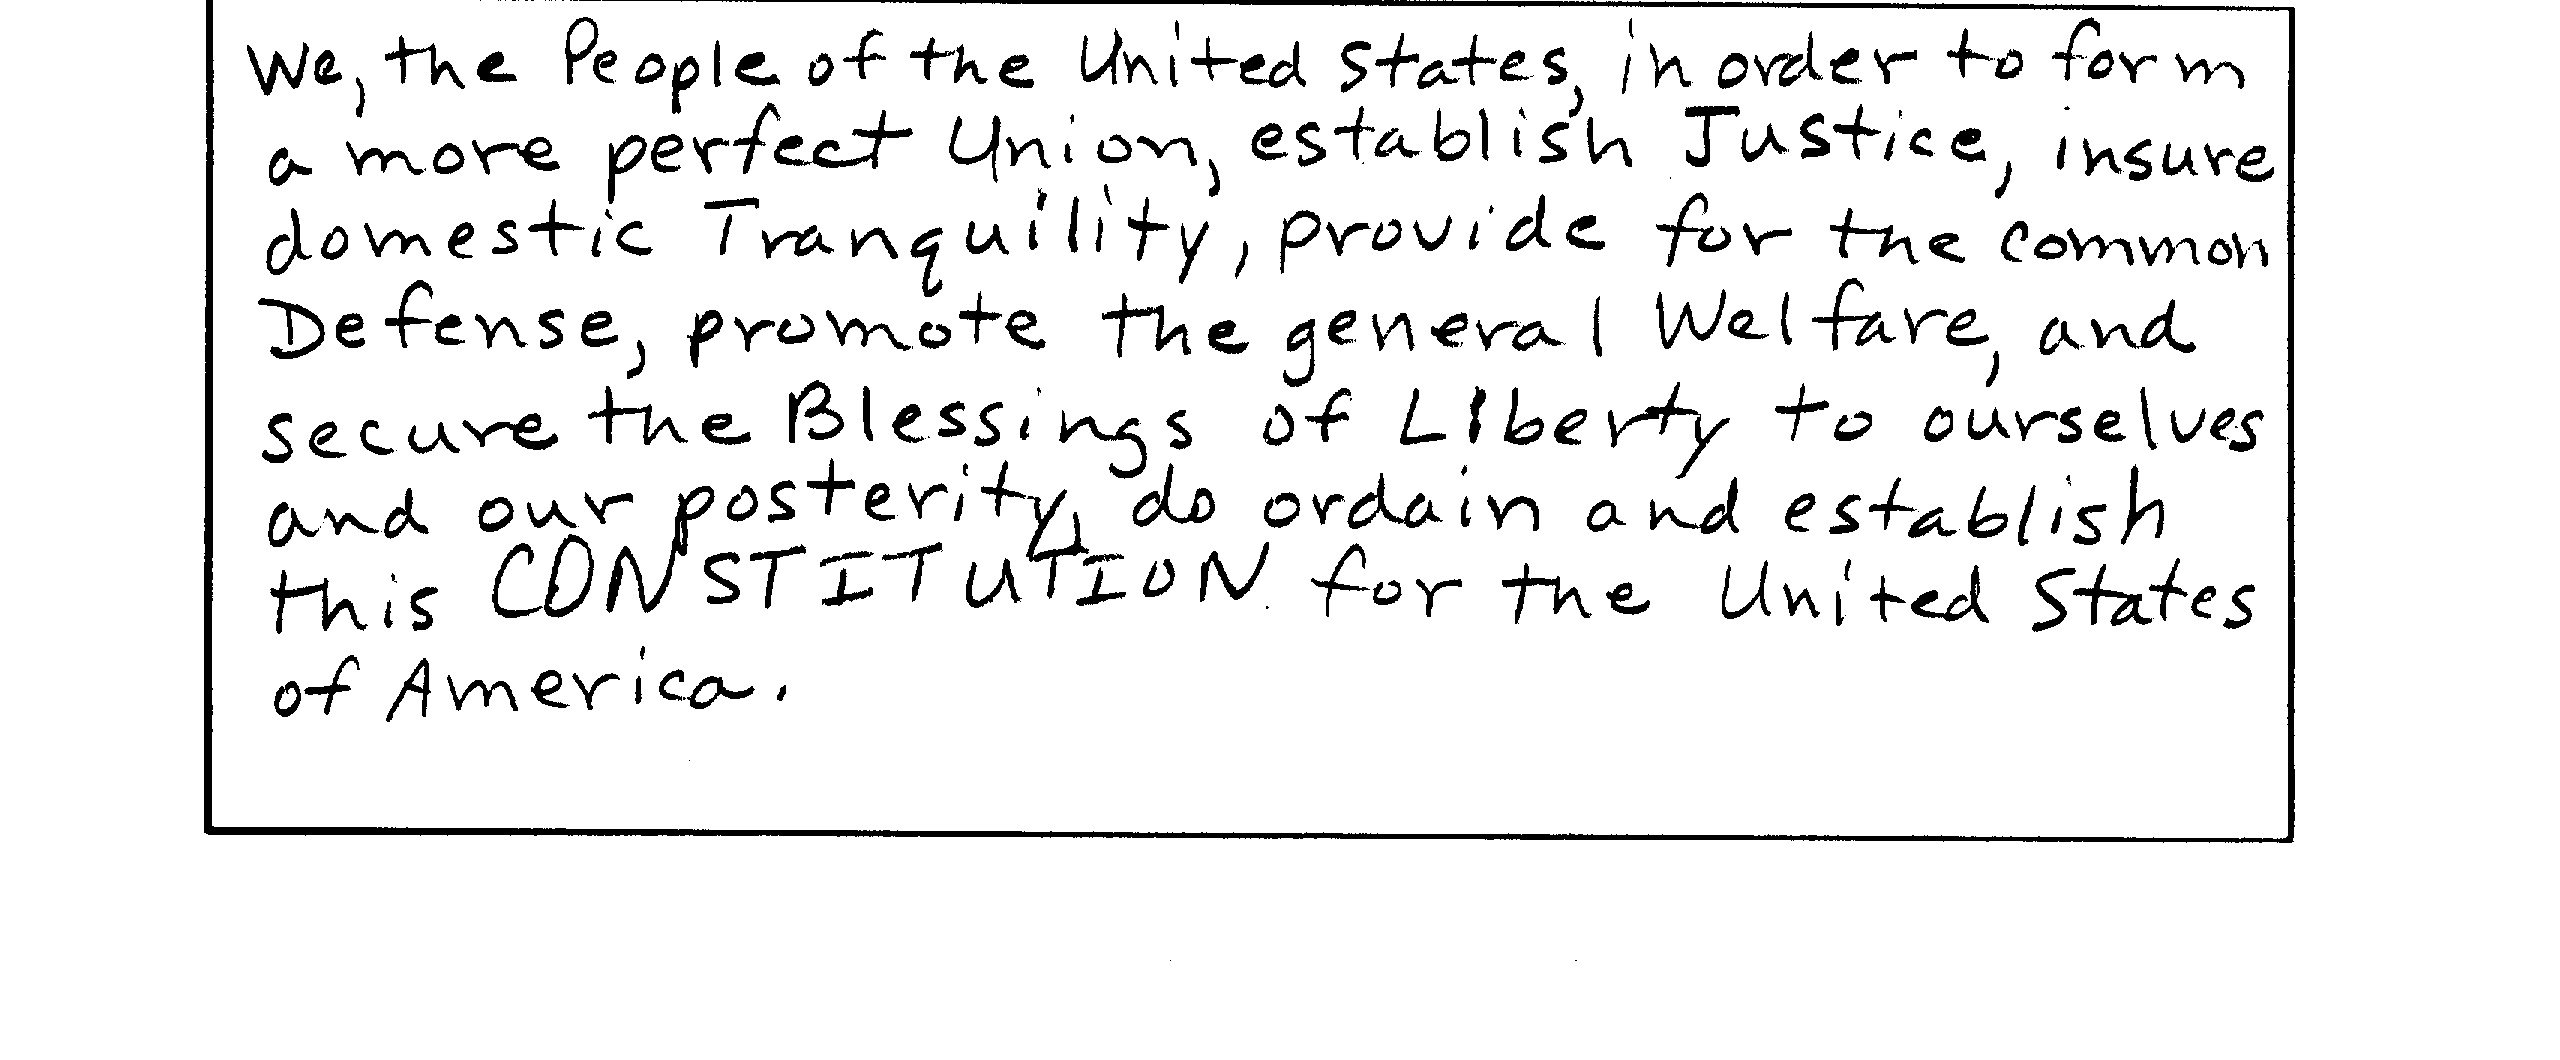 We, the People of the United States, in order to form
a more perfect Union, establish Justice, insure
domestic Tranquility, provide for the common
Defense, promote the general Welfare, and
secure the Blessings of Liberty to ourselves
and our posterity, do ordain and establish
this CONSTITUTION for the United States
of America.